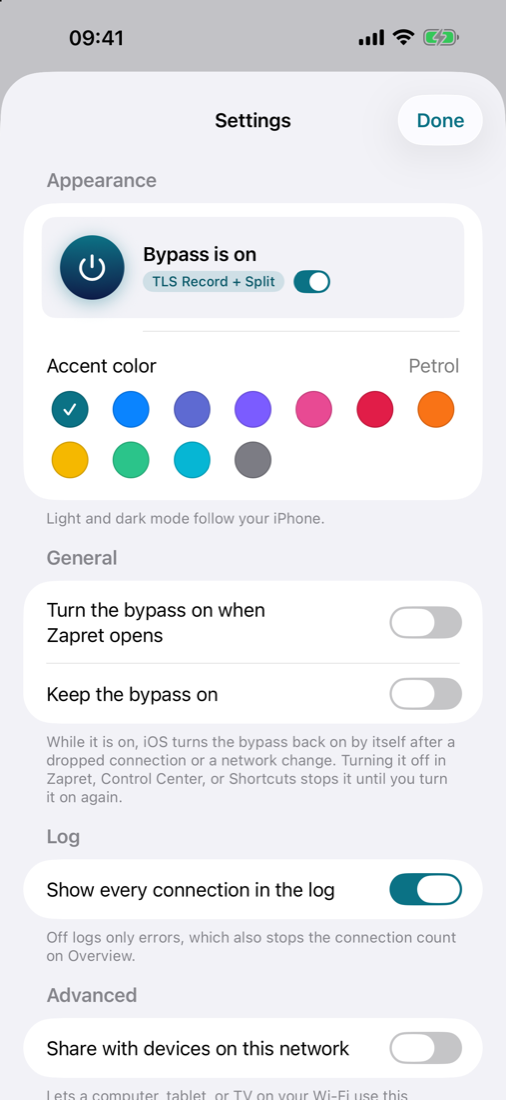 09:41
Settings
Done
Appearance
Bypass is on
TLS Record + Split
Accent color
Petrol
Light and dark mode follow your iPhone.
General
Turn the bypass on when
Zapret opens
Keep the bypass on
While it is on, iOS turns the bypass back on by itself after a
dropped connection or a network change. Turning it off in
Zapret, Control Center, or Shortcuts stops it until you turn
it on again.
Log
Show every connection in the log
Off logs only errors, which also stops the connection count
on Overview.
Advanced
Share with devices on this network
Lets a computer, tablet, or TV on your Wi-Fi use this